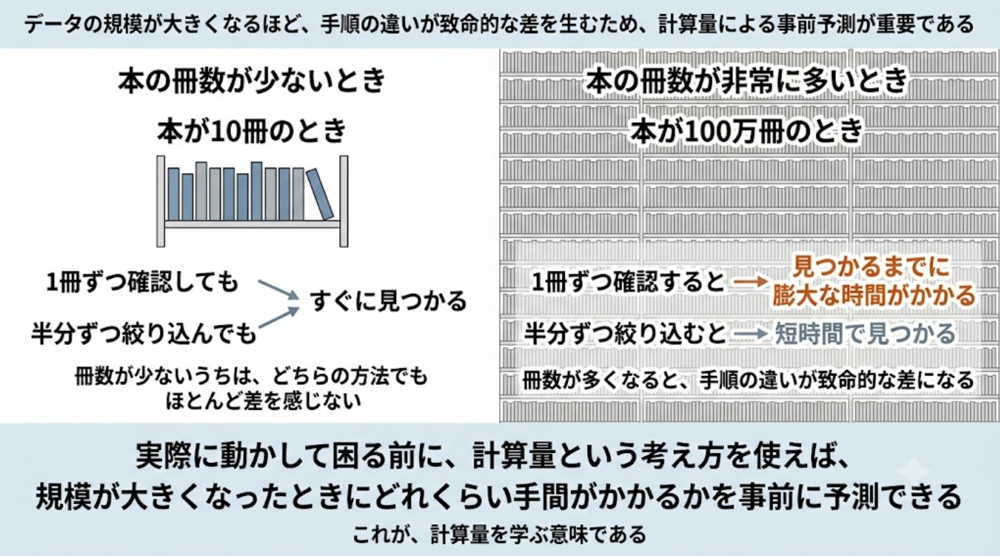 データの規模が大きくなるほど、手順の違いが致命的な差を生むため、計算量による事前予測が重要である
本の冊数が少ないとき
本が10冊のとき
1冊ずつ確認しても
半分ずつ絞り込んでも
すぐに見つかる
冊数が少ないうちは、どちらの方法でも
ほとんど差を感じない
本の冊数が非常に多いとき
本が100万冊のとき
1冊ずつ確認すると
見つかるまでに
膨大な時間がかかる
半分ずつ絞り込むと
短時間で見つかる
冊数が多くなると、手順の違いが致命的な差になる
実際に動かして困る前に、計算量という考え方を使えば、
規模が大きくなったときにどれくらい手間がかかるかを事前に予測できる
これが、計算量を学ぶ意味である